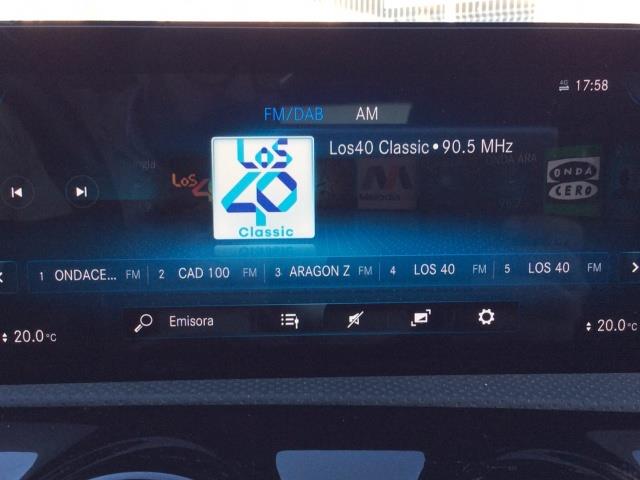 4G 17:58
FM/DAB AM
Los40 Classic • 90.5 MHz
LOS 40 Classic
LOS
ONDA CERO
1 ONDACE... FM 2 CAD 100 FM 3 ARAGON Z FM 4 LOS 40 FM 5 LOS 40 FM
Emisora
20.0°C
20.0°C